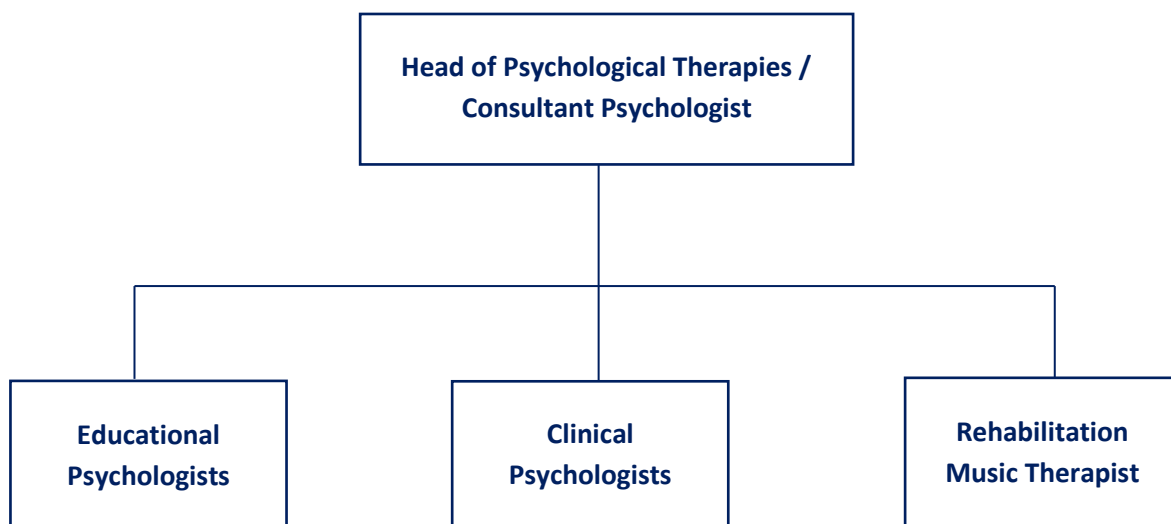 Head of Psychological Therapies /
Consultant Psychologist
Educational
Psychologists
Clinical
Psychologists
Rehabilitation
Music Therapist